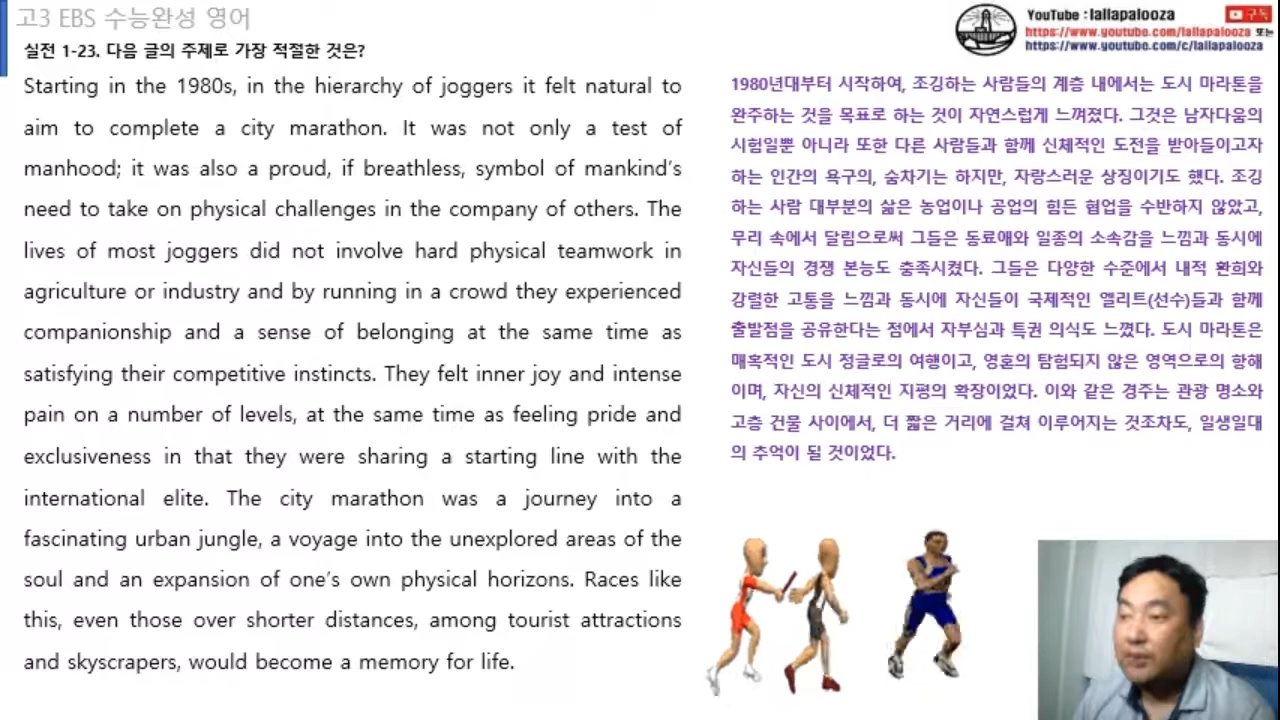 고3 EBS 수능완성 영어
실전 1-23. 다음 글의 주제로 가장 적절한 것은?
Starting in the 1980s, in the hierarchy of joggers it felt natural to
aim to complete a city marathon. It was not only a test of
manhood; it was also a proud, if breathless, symbol of mankind's
need to take on physical challenges in the company of others. The
lives of most joggers did not involve hard physical teamwork in
agriculture or industry and by running in a crowd they experienced
companionship and a sense of belonging at the same time as
satisfying their competitive instincts. They felt inner joy and intense
pain on a number of levels, at the same time as feeling pride and
exclusiveness in that they were sharing a starting line with the
international elite. The city marathon was a journey into a
fascinating urban jungle, a voyage into the unexplored areas of the
soul and an expansion of one's own physical horizons. Races like
this, even those over shorter distances, among tourist attractions
and skyscrapers, would become a memory for life.
YouTube : lallapalooza
구독
https://www.youtube.com/lallapalooza 또는
https://www.youtube.com/c/lallapalooza
1980년대부터 시작하여, 조깅하는 사람들의 계층 내에서는 도시 마라톤을
완주하는 것을 목표로 하는 것이 자연스럽게 느껴졌다. 그것은 남자다움의
시험일뿐 아니라 또한 다른 사람들과 함께 신체적인 도전을 받아들이고자
하는 인간의 욕구의, 숨차기는 하지만, 자랑스러운 상징이기도 했다. 조깅
하는 사람 대부분의 삶은 농업이나 공업의 힘든 협업을 수반하지 않았고,
무리 속에서 달림으로써 그들은 동료애와 일종의 소속감을 느낌과 동시에
자신들의 경쟁 본능도 충족시켰다. 그들은 다양한 수준에서 내적 환희와
강렬한 고통을 느낌과 동시에 자신들이 국제적인 엘리트(선수)들과 함께
출발점을 공유한다는 점에서 자부심과 특권 의식도 느꼈다. 도시 마라톤은
매혹적인 도시 정글로의 여행이고, 영혼의 탐험되지 않은 영역으로의 항해
이며, 자신의 신체적인 지평의 확장이었다. 이와 같은 경주는 관광 명소와
고층 건물 사이에서, 더 짧은 거리에 걸쳐 이루어지는 것조차도, 일생일대
의 추억이 될 것이었다.